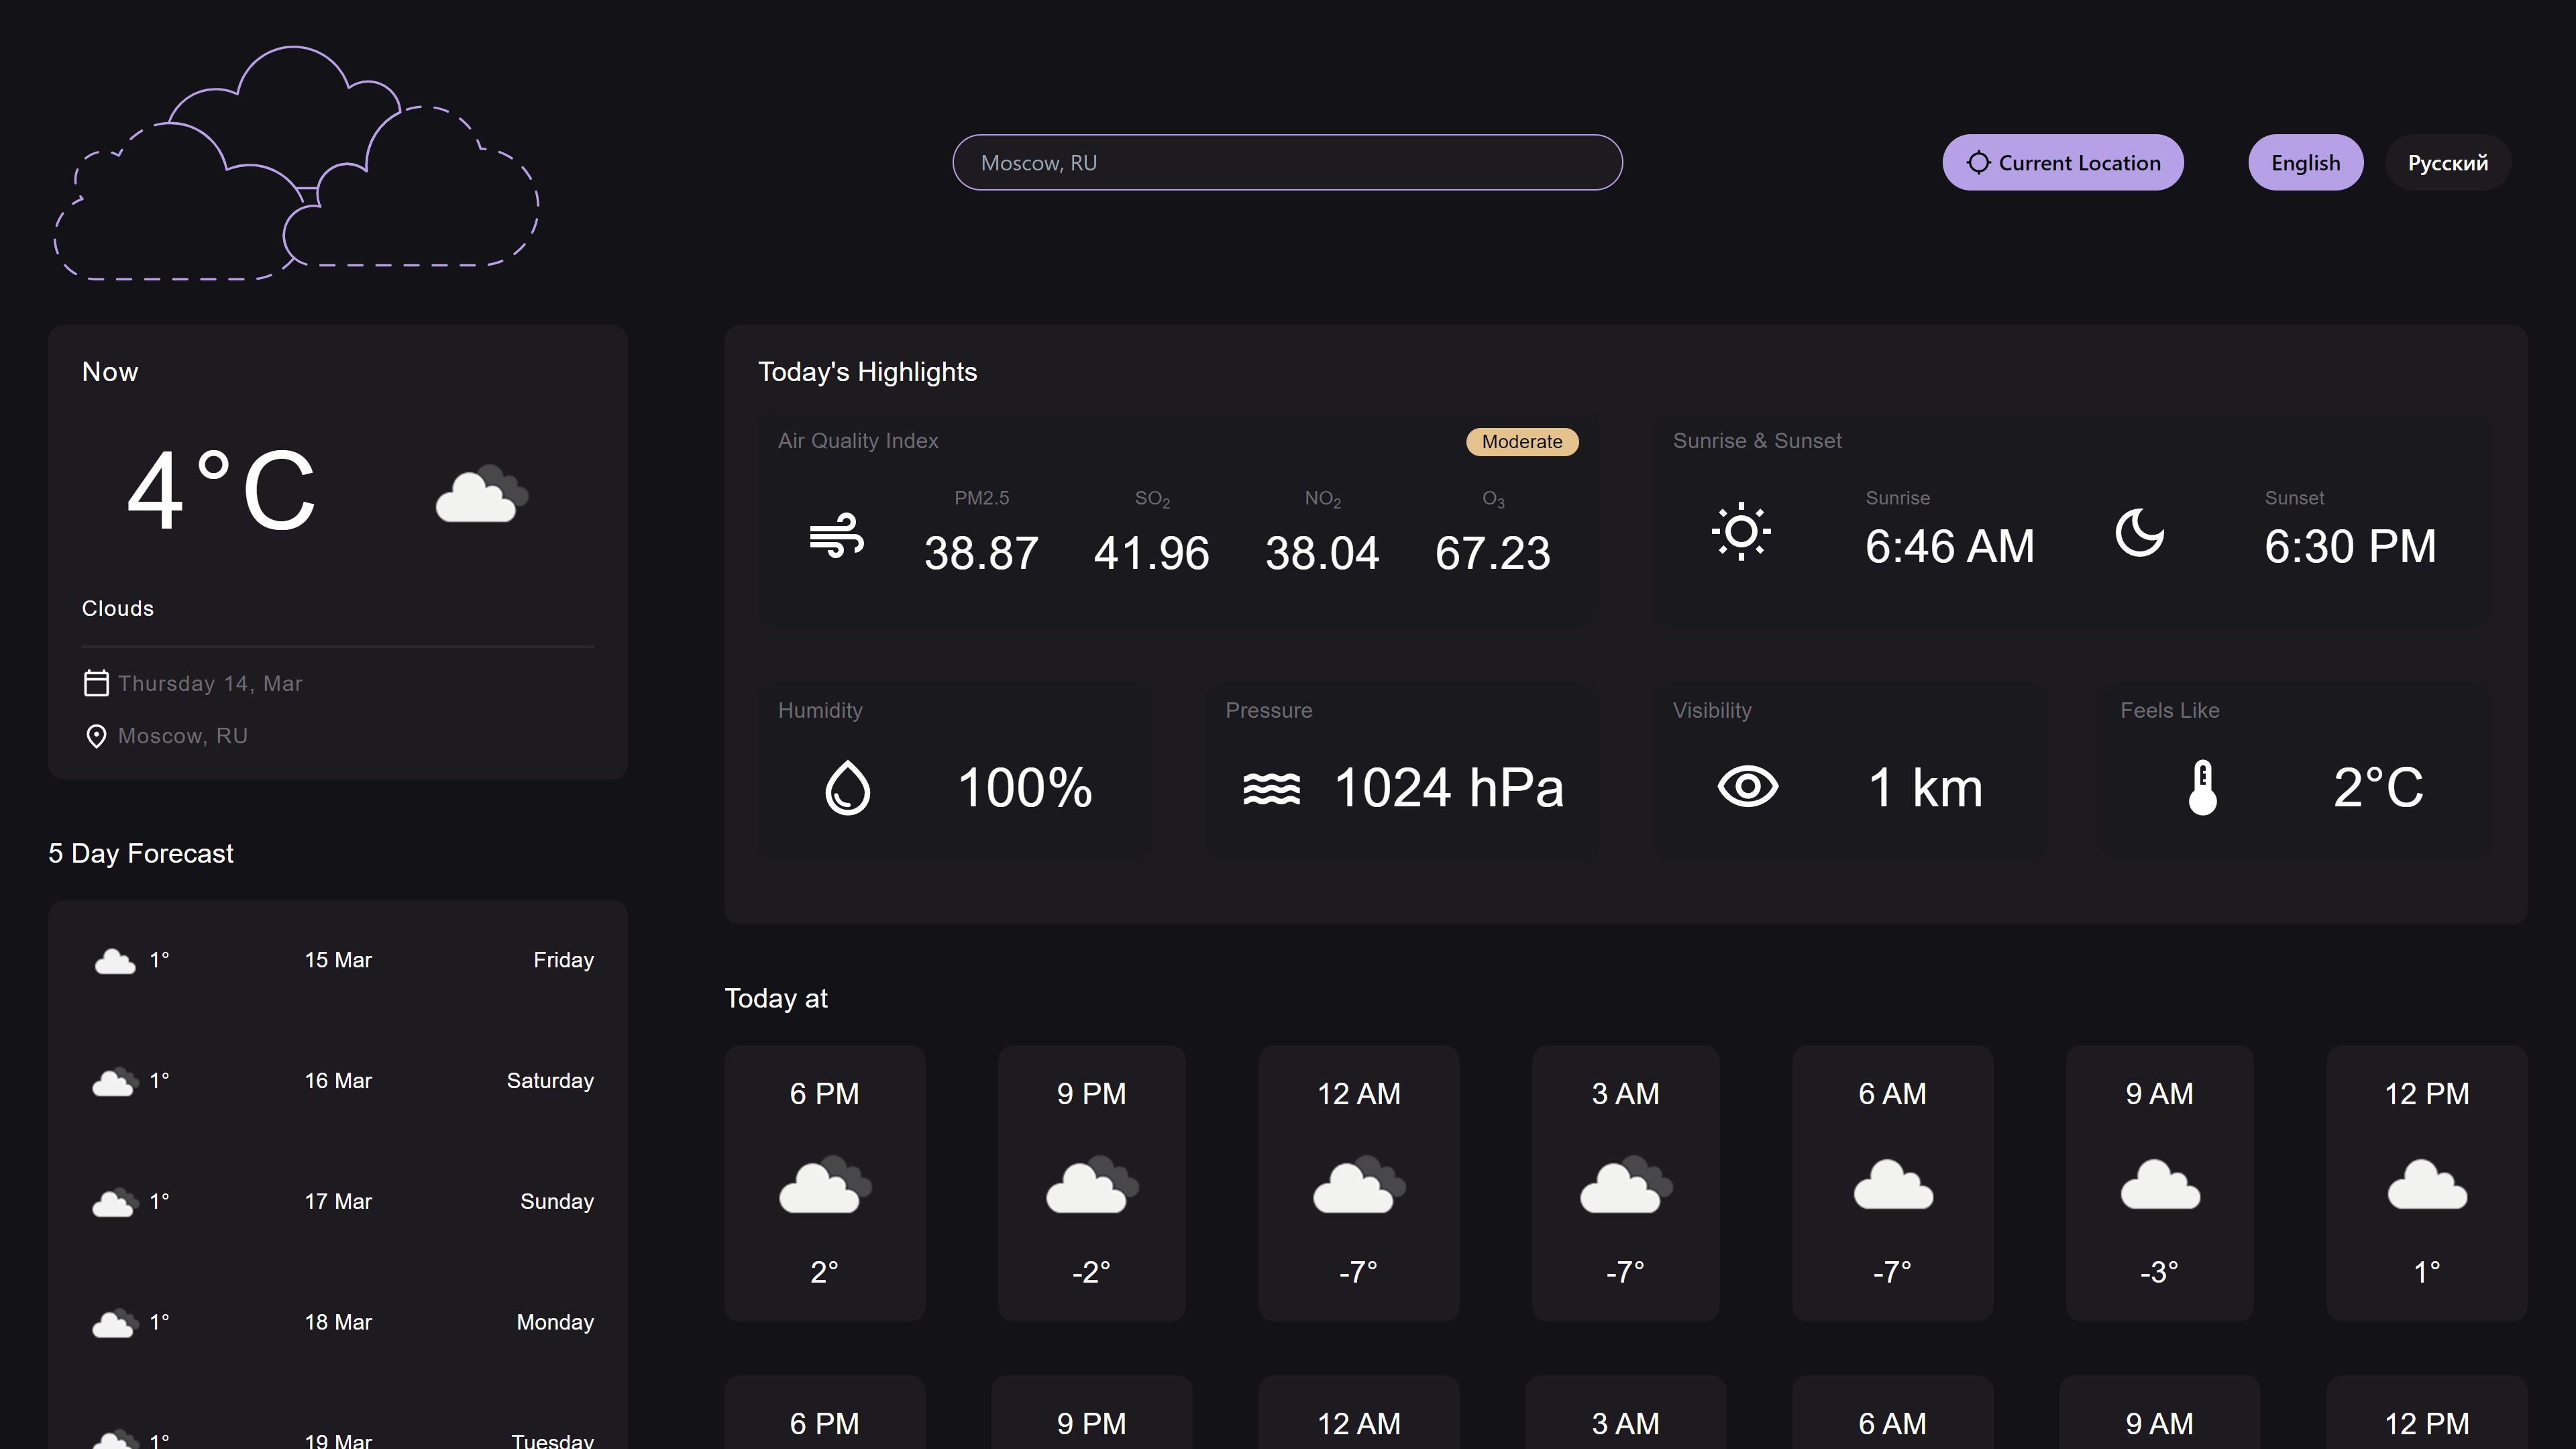 Moscow, RU
Current Location
English
Русский
Now
4°C
Clouds
Thursday 14, Mar
Moscow, RU
Today's Highlights
Air Quality Index
Moderate
PM2.5 SO₂ NO₂ O₃
38.87 41.96 38.04 67.23
Sunrise & Sunset
Sunrise
6:46 AM
Sunset
6:30 PM
Humidity
100%
Pressure
1024 hPa
Visibility
1 km
Feels Like
2°C
5 Day Forecast
1° 15 Mar Friday
1° 16 Mar Saturday
1° 17 Mar Sunday
1° 18 Mar Monday
1° 19 Mar Tuesday
Today at
6 PM 9 PM 12 AM 3 AM 6 AM 9 AM 12 PM
2° -2° -7° -7° -7° -3° 1°
6 PM 9 PM 12 AM 3 AM 6 AM 9 AM 12 PM